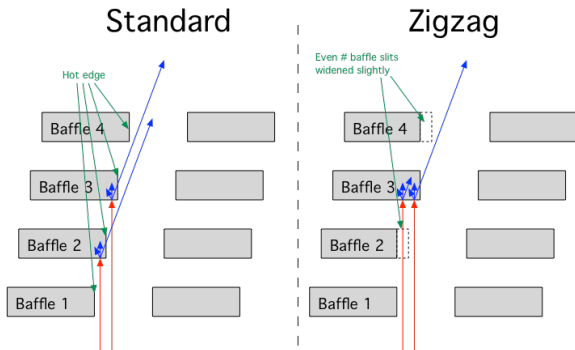 Standard
Zigzag
Hot edge
Even # baffle slits
widened slightly
Baffle 4
Baffle 4
Baffle 3
Baffle 3
Baffle 2
Baffle 2
Baffle 1
Baffle 1